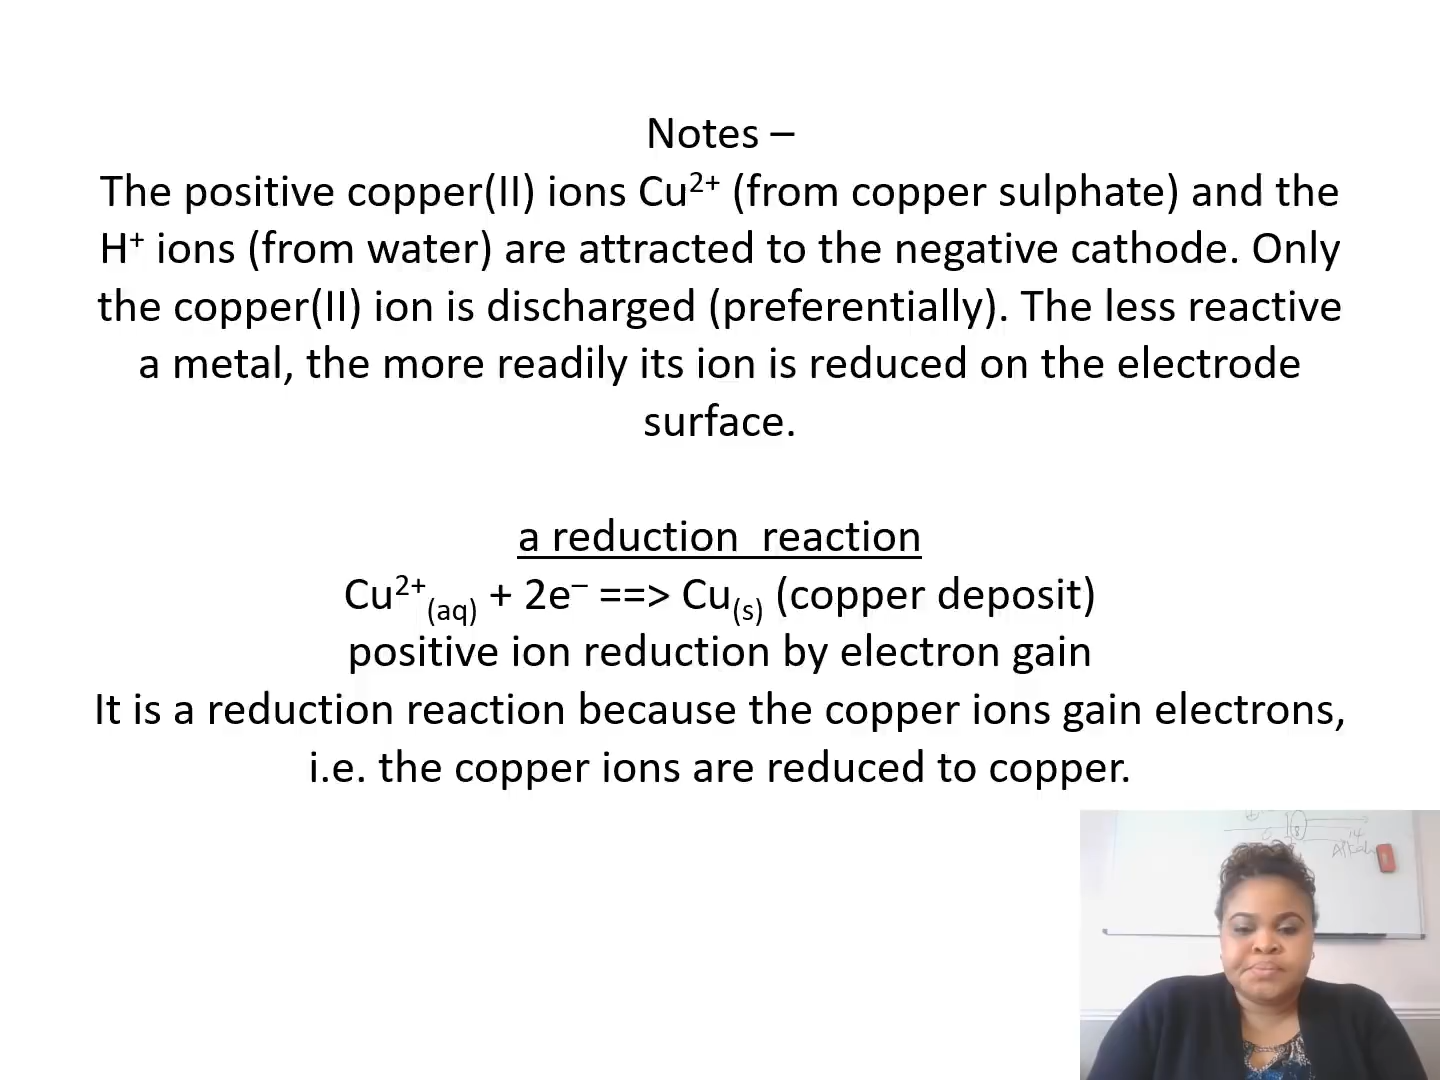 Notes –
The positive copper(II) ions Cu²⁺ (from copper sulphate) and the
H⁺ ions (from water) are attracted to the negative cathode. Only
the copper(II) ion is discharged (preferentially). The less reactive
a metal, the more readily its ion is reduced on the electrode
surface.
a reduction  reaction
Cu²⁺(aq) + 2e⁻ ==> Cu(s) (copper deposit)
positive ion reduction by electron gain
It is a reduction reaction because the copper ions gain electrons,
i.e. the copper ions are reduced to copper.